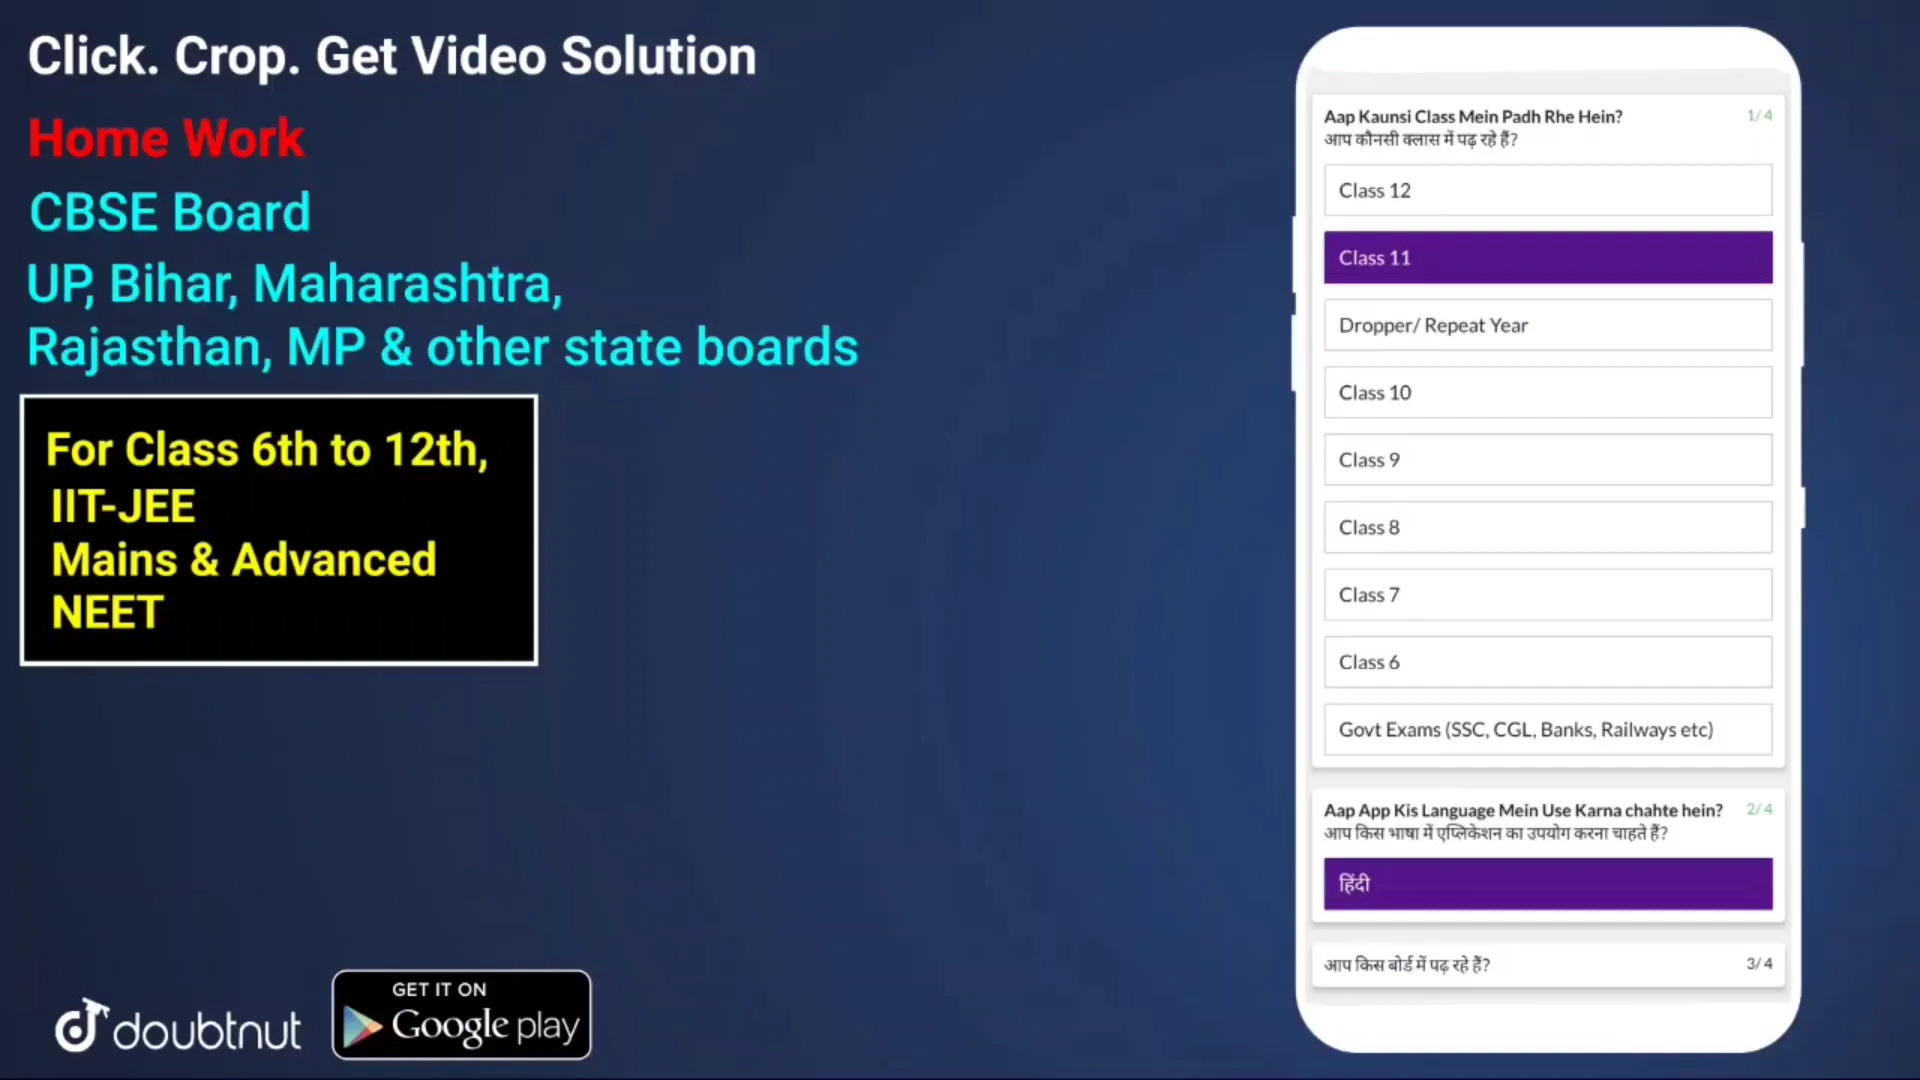 Click. Crop. Get Video Solution
Home Work
CBSE Board
UP, Bihar, Maharashtra,
Rajasthan, MP & other state boards
For Class 6th to 12th,
IIT-JEE
Mains & Advanced
NEET
doubtnut
GET IT ON
Google play
Aap Kaunsi Class Mein Padh Rhe Hein? 1/4
आप कौनसी क्लास में पढ़ रहे हैं?
Class 12
Class 11
Dropper/ Repeat Year
Class 10
Class 9
Class 8
Class 7
Class 6
Govt Exams (SSC, CGL, Banks, Railways etc)
Aap App Kis Language Mein Use Karna chahte hein? 2/4
आप किस भाषा में एप्लिकेशन का उपयोग करना चाहते हैं?
हिंदी
आप किस बोर्ड में पढ़ रहे हैं? 3/4